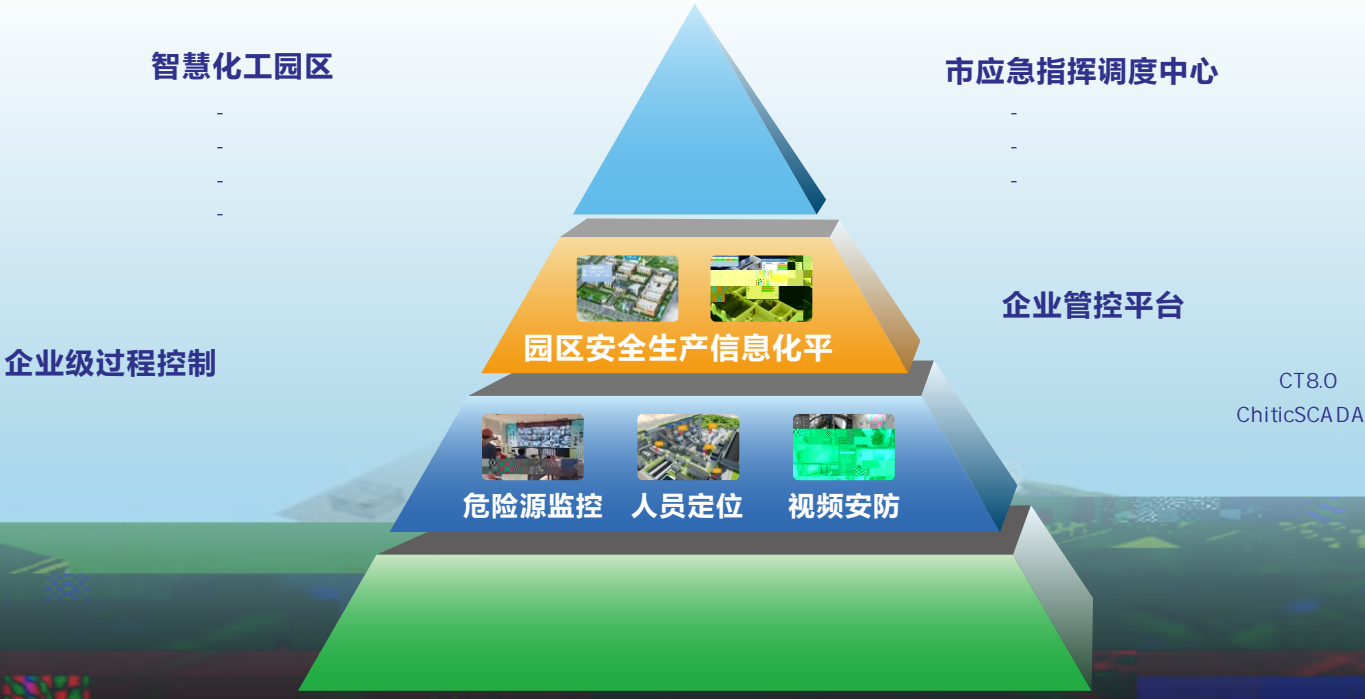 智慧化工园区
-
-
-
-
市应急指挥调度中心
-
-
-
园区安全生产信息化平
企业管控平台
CT8.0
ChiticSCADA
企业级过程控制
危险源监控 人员定位 视频安防